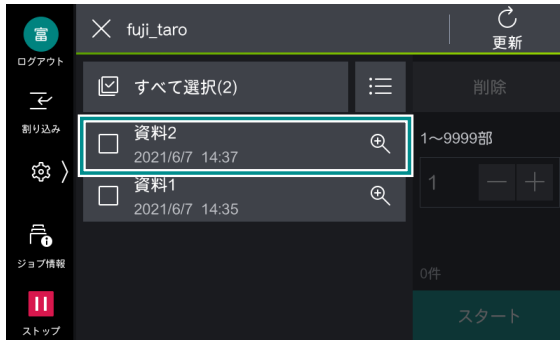 富
ログアウト
割り込み
ジョブ情報
ストップ
fuji_taro
更新
すべて選択(2)
削除
資料2
2021/6/7 14:37
資料1
2021/6/7 14:35
1～9999部
1
0件
スタート